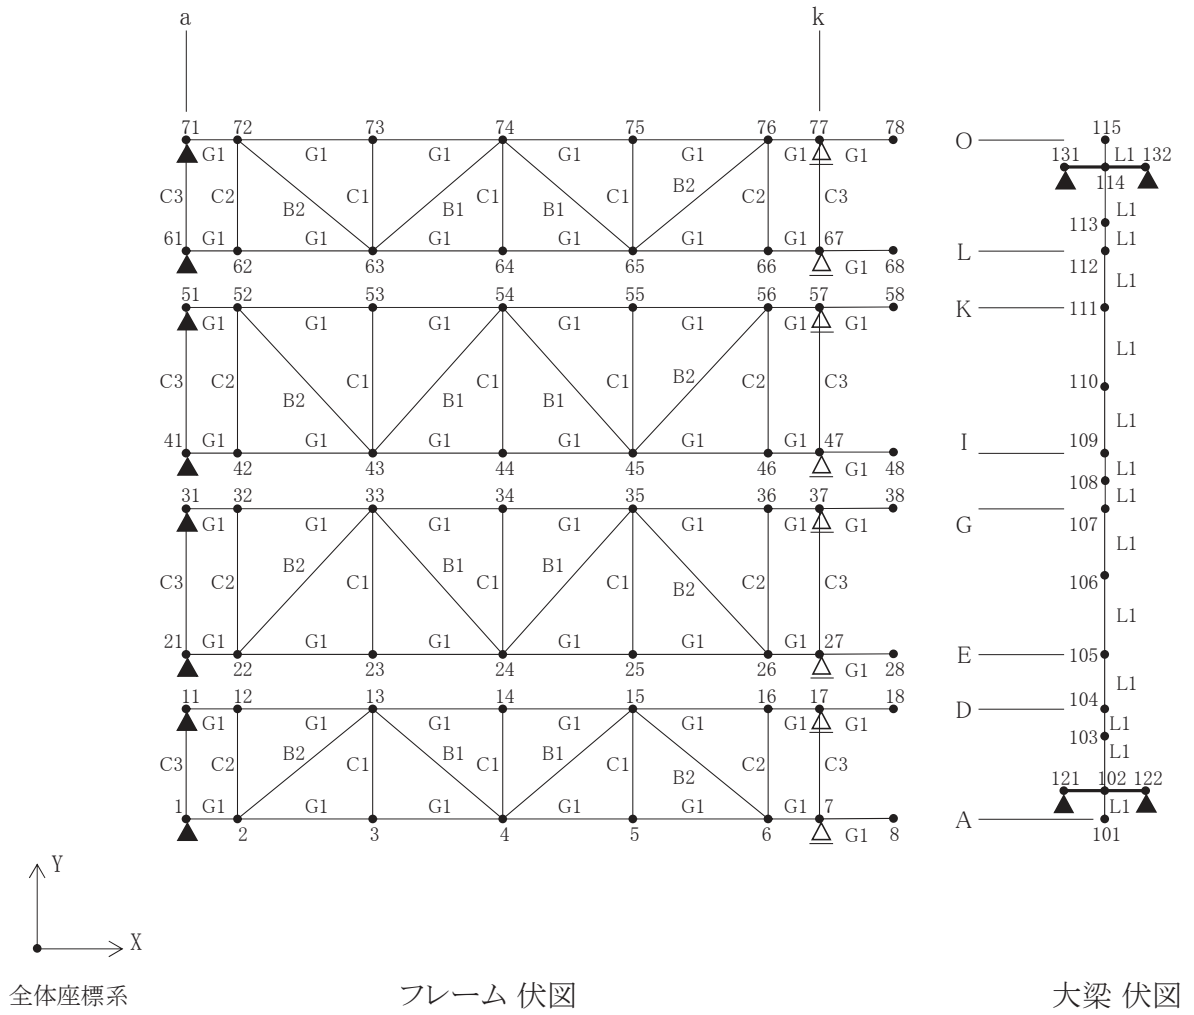 a k
71 72 73 74 75 76 77 78 O 115
G1 G1 G1 G1 G1 G1 G1 131 L1 132
C3 C2 B2 C1 B1 C1 B1 C1 B2 C2 C3 114
113 L1
61 G1 G1 G1 G1 G1 G1 67 L L1
62 63 64 65 66 G1 68 112
L1
51 52 53 54 55 56 57 58 K 111
G1 G1 G1 G1 G1 G1 G1
L1
C3 C2 B2 C1 B1 C1 B1 C1 B2 C2 C3 110
L1
41 G1 G1 G1 G1 G1 G1 47 I 109
42 43 44 45 46 G1 48 108 L1
31 32 33 34 35 36 37 38 L1
G1 G1 G1 G1 G1 G1 G1 G 107
L1
C3 C2 B2 C1 B1 C1 B1 C1 B2 C2 C3 106
L1
21 G1 G1 G1 G1 G1 G1 27 E 105
22 23 24 25 26 G1 28
L1
11 12 13 14 15 16 17 18 D 104
G1 G1 G1 G1 G1 G1 G1 L1
103
C3 C2 B2 C1 B1 C1 B1 C1 B2 C2 C3 L1
121 102 122
1 G1 G1 G1 G1 G1 G1 7 A L1
2 3 4 5 6 G1 8 101
Y
X
全体座標系 フレーム 伏図 大梁 伏図